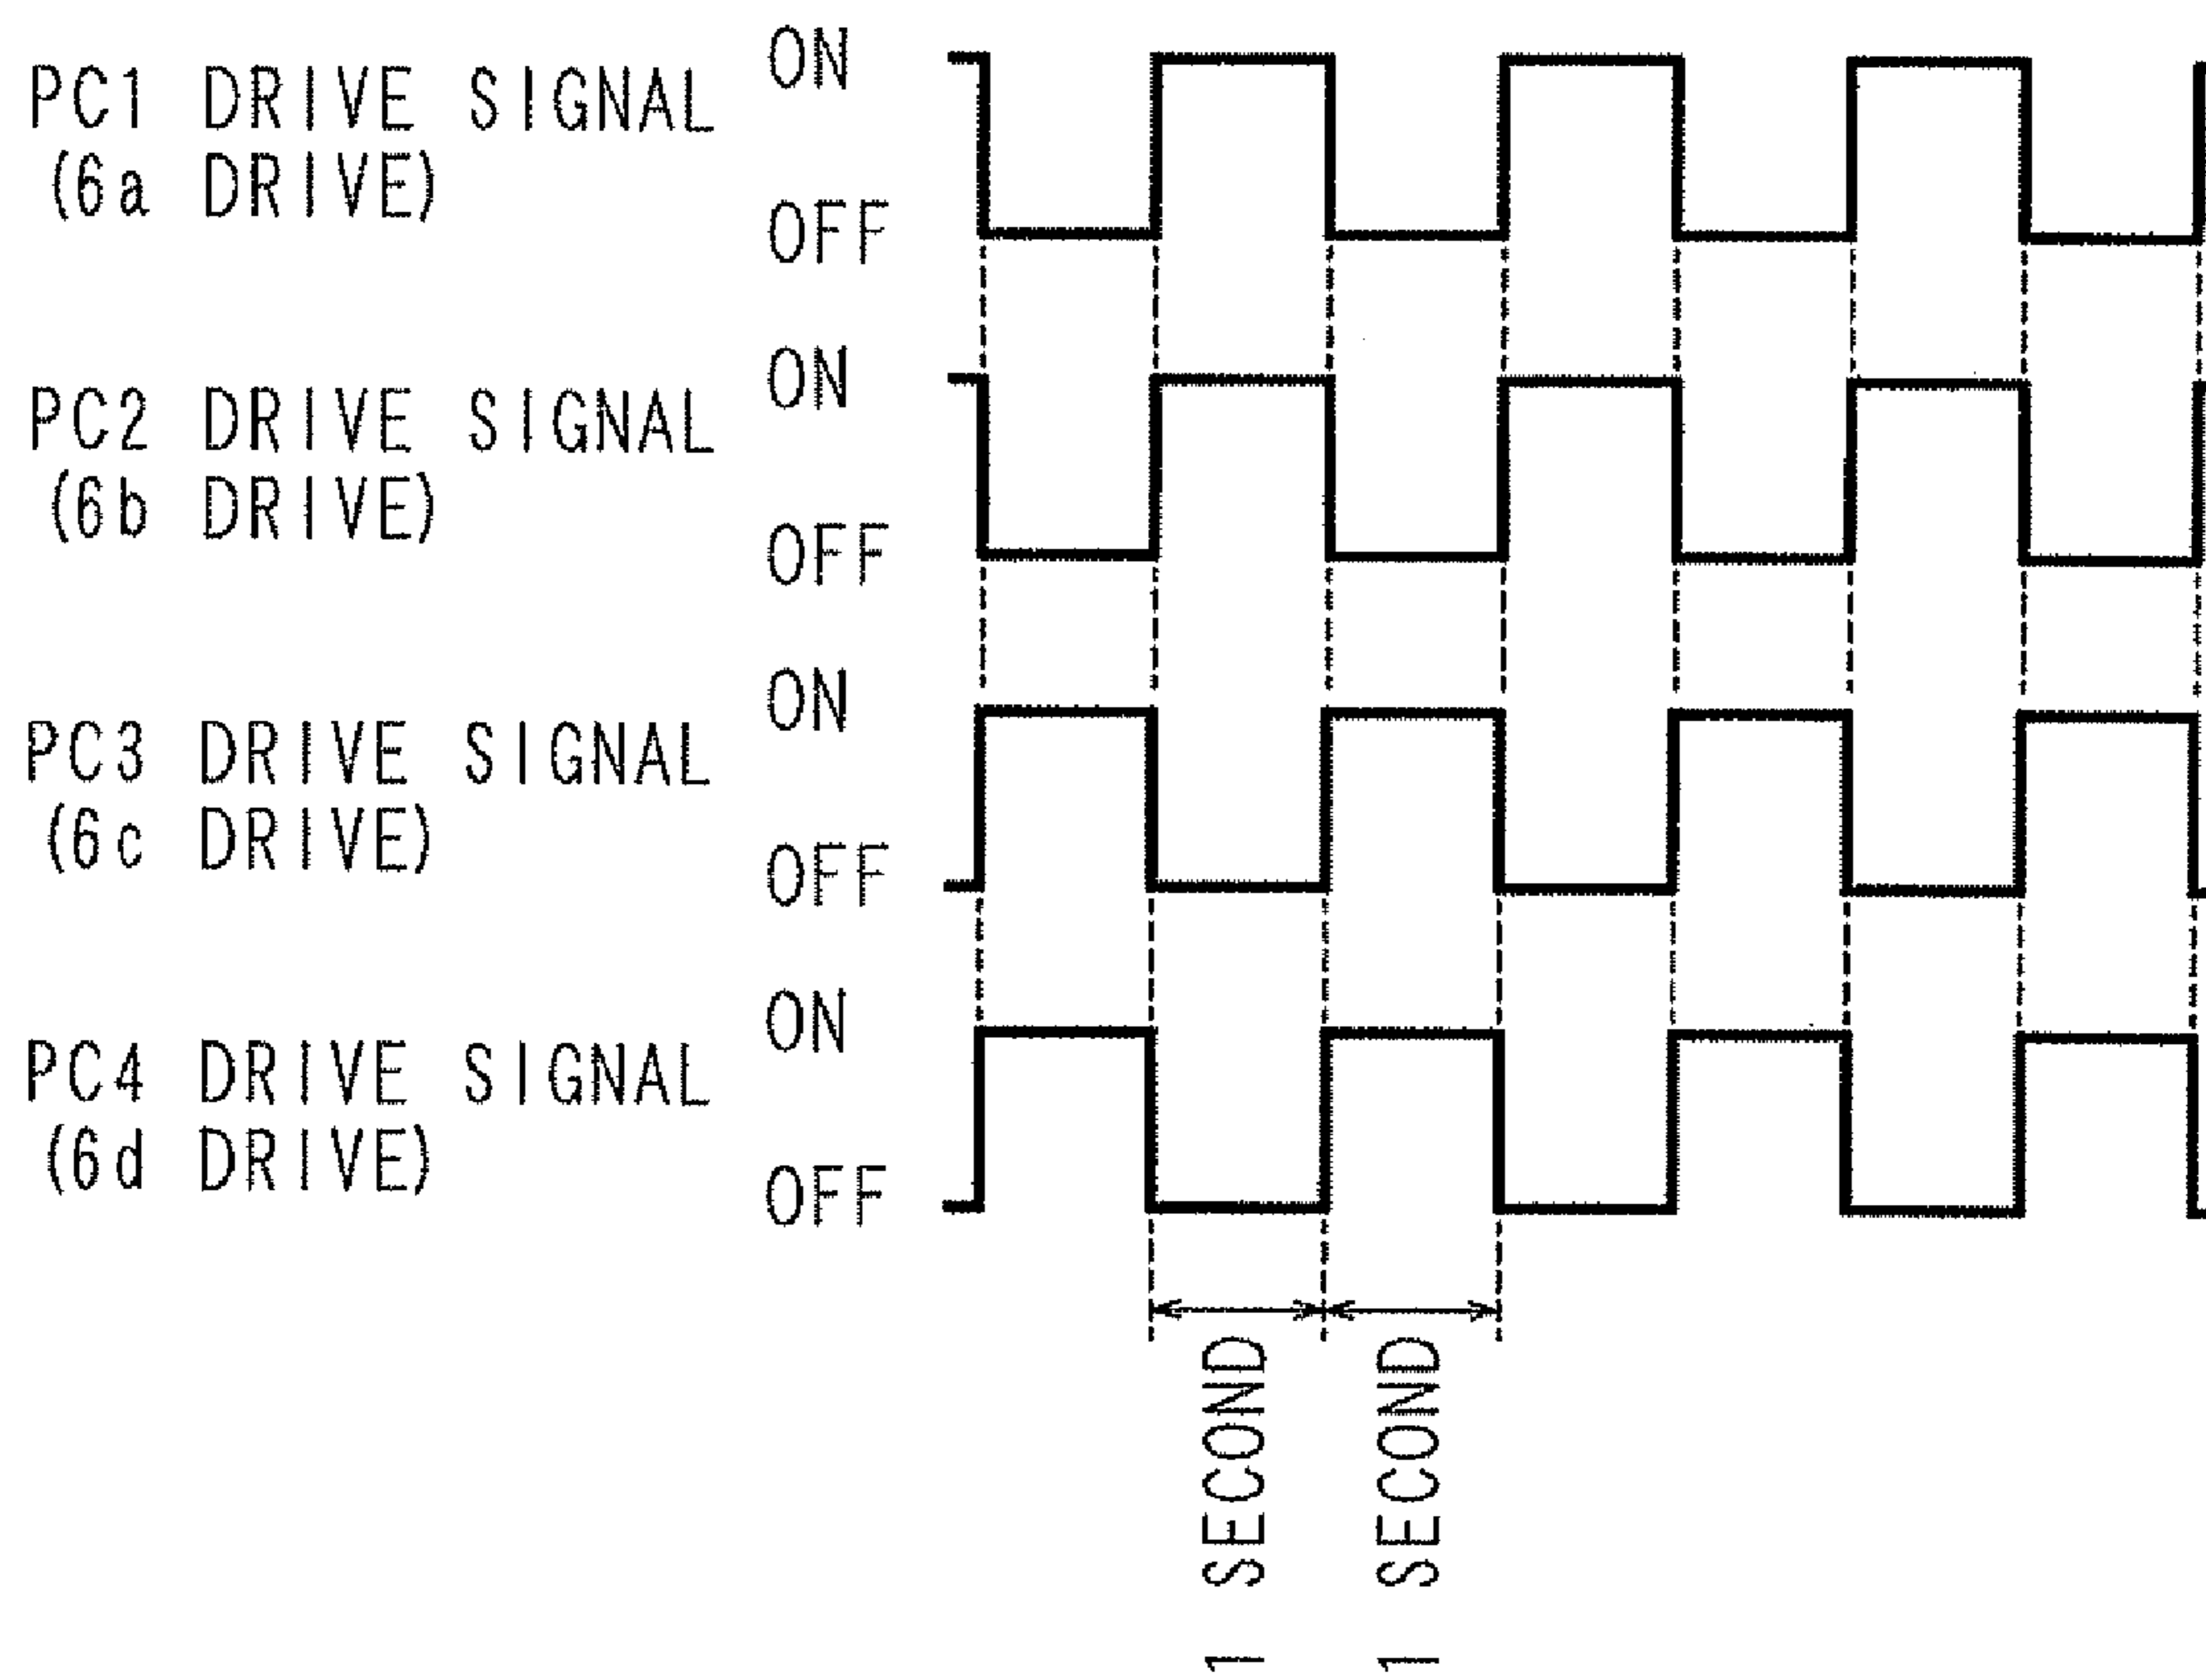 PC1 DRIVE SIGNAL
(6a DRIVE)
ON
OFF
PC2 DRIVE SIGNAL
(6b DRIVE)
ON
OFF
PC3 DRIVE SIGNAL
(6c DRIVE)
ON
OFF
PC4 DRIVE SIGNAL
(6d DRIVE)
ON
OFF
1 SECOND
1 SECOND